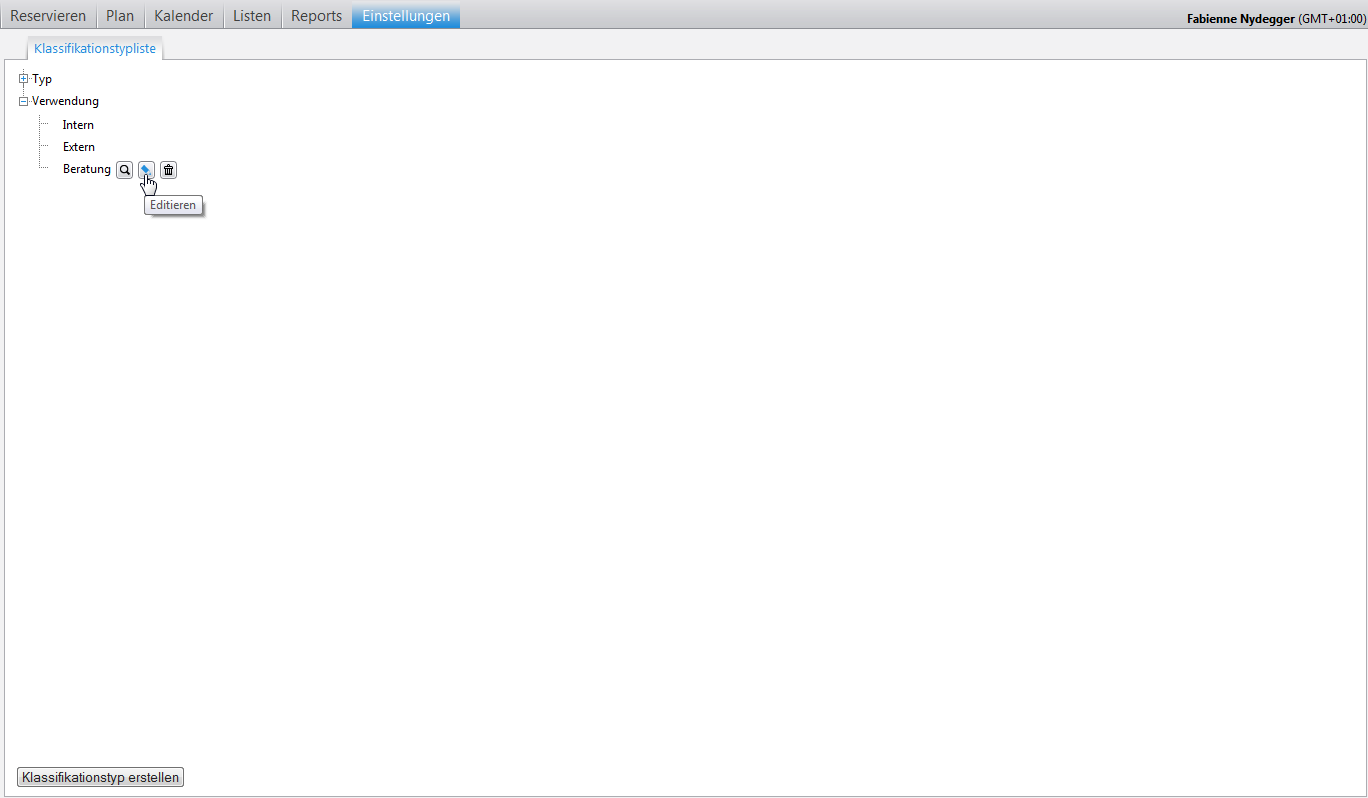 Reservieren Plan Kalender Listen Reports Einstellungen Fabienne Nydegger (GMT+01:00)
Klassifikationstypliste
Typ
Verwendung
Intern
Extern
Beratung
Editieren
Klassifikationstyp erstellen